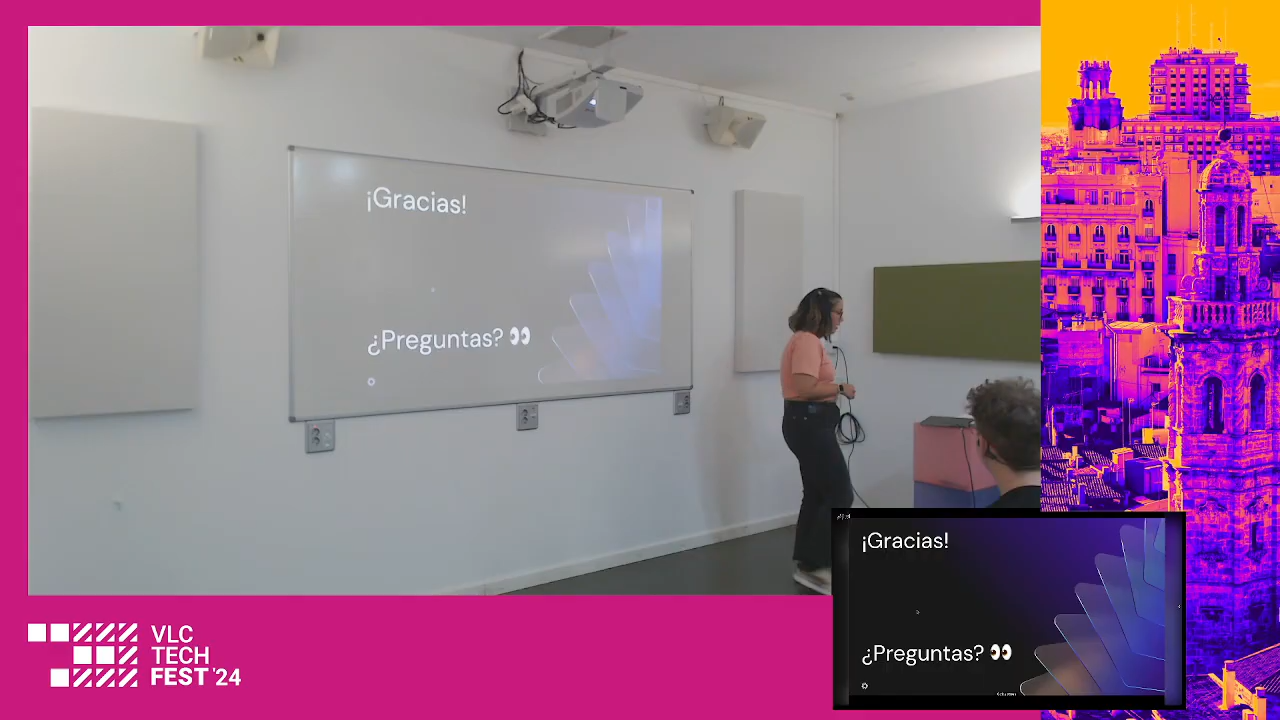 ¡Gracias!
¿Preguntas? 👀
¡Gracias!
¿Preguntas? 👀
VLC
TECH
FEST '24